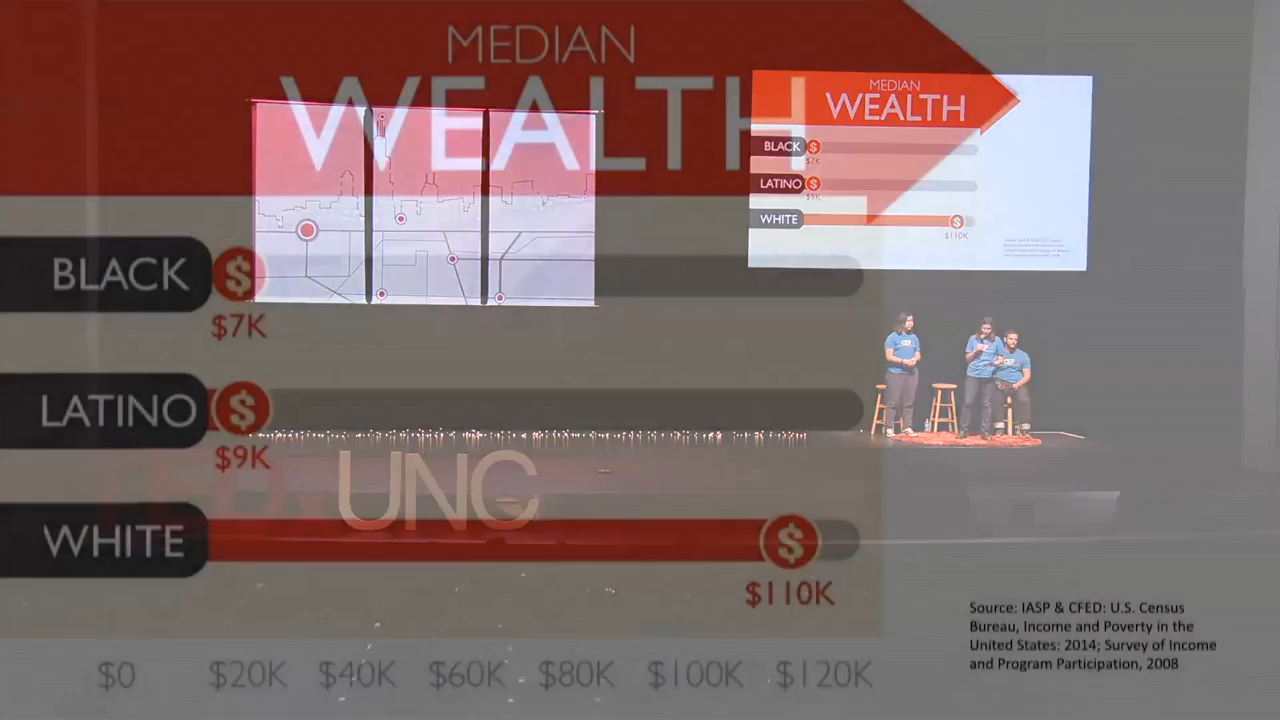 MEDIAN
WEALTH
BLACK
$7K
LATINO
$9K
WHITE
$110K
$0 $20K $40K $60K $80K $100K $120K
Source: IASP & CFED: U.S. Census
Bureau, Income and Poverty in the
United States: 2014; Survey of Income
and Program Participation, 2008
MEDIAN
WEALTH
BLACK
$7K
LATINO
$9K
WHITE
$110K
TEDxUNC